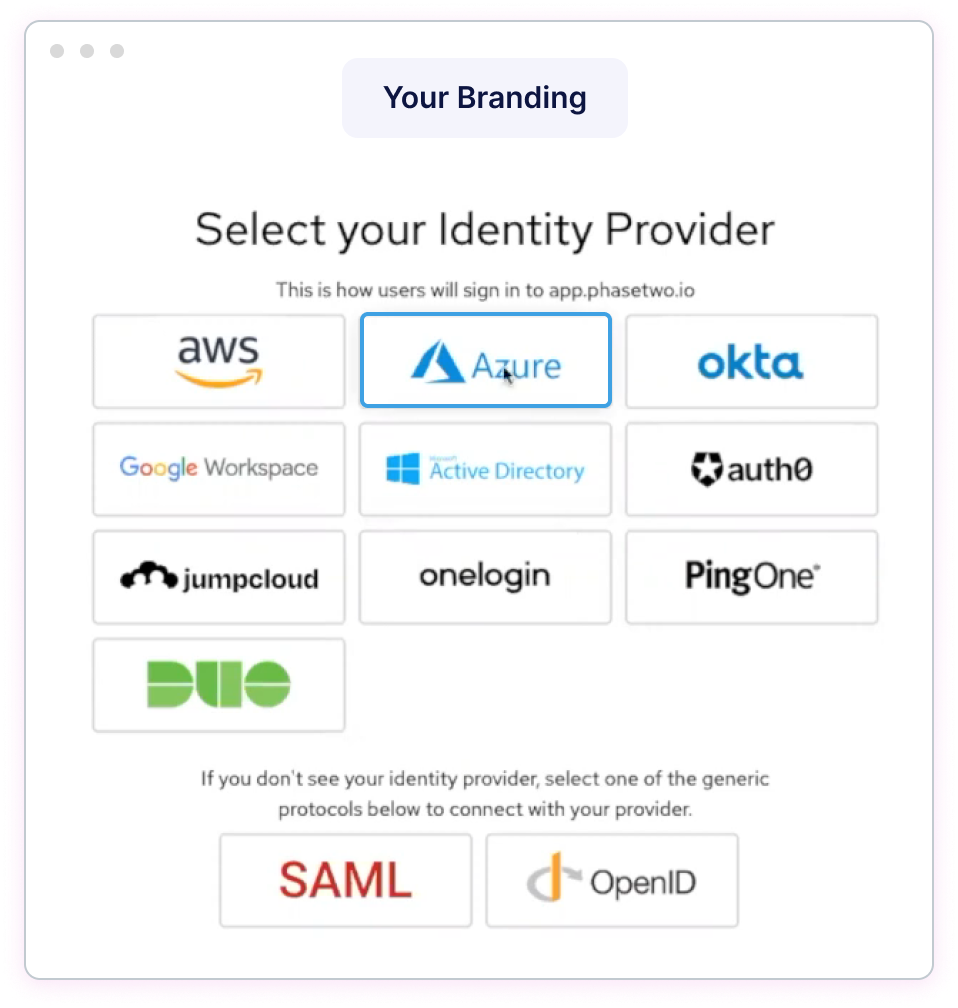 Your Branding
Select your Identity Provider
This is how users will sign in to app.phasetwo.io
aws
Azure
okta
Google Workspace
Microsoft
Active Directory
auth0
jumpcloud
onelogin
PingOne®
DUO
If you don't see your identity provider, select one of the generic
protocols below to connect with your provider.
SAML
OpenID